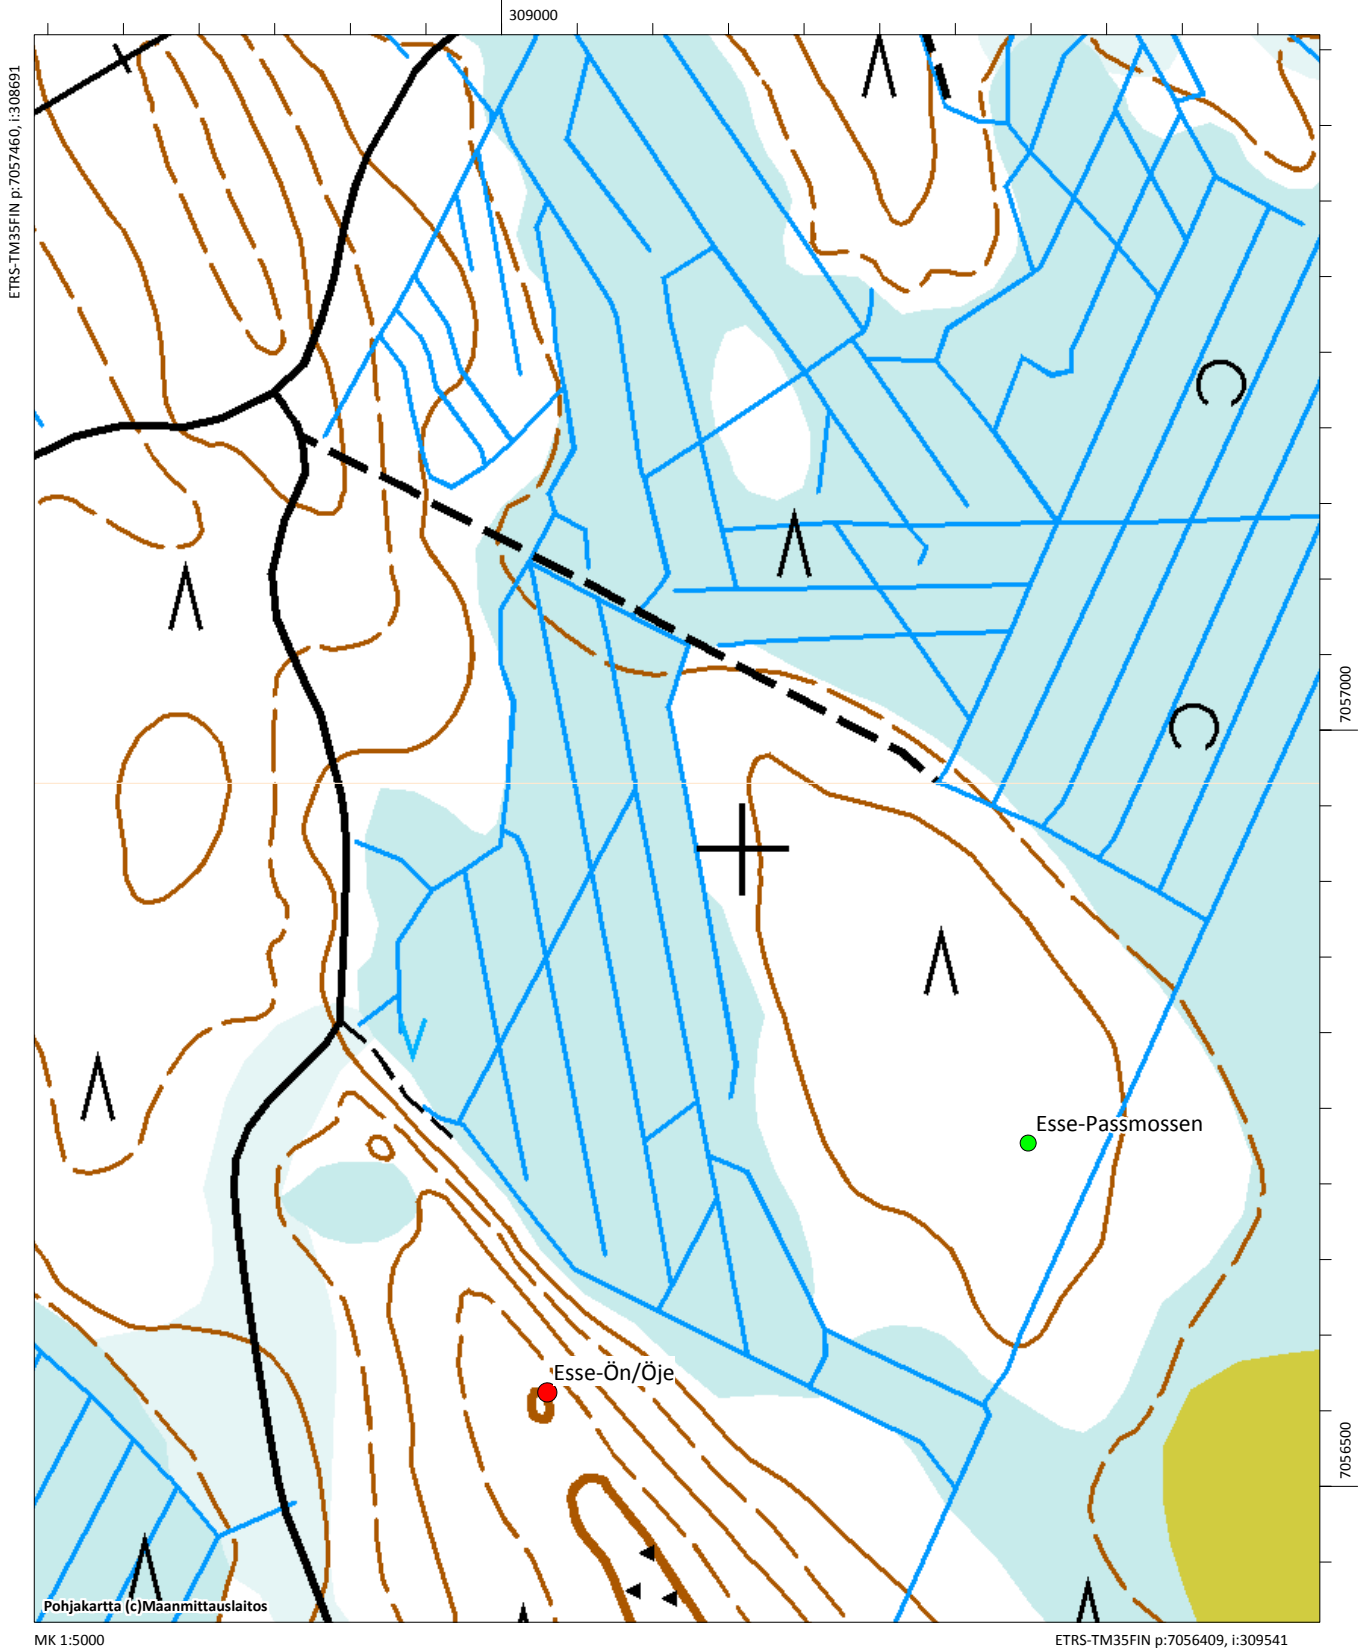 309000
ETRS-TM35FIN p:7057460, i:308691
7057000
Esse-Passmossen
Esse-Ön/Öje
7056500
Pohjakartta (c)Maanmittauslaitos
MK 1:5000
ETRS-TM35FIN p:7056409, i:309541